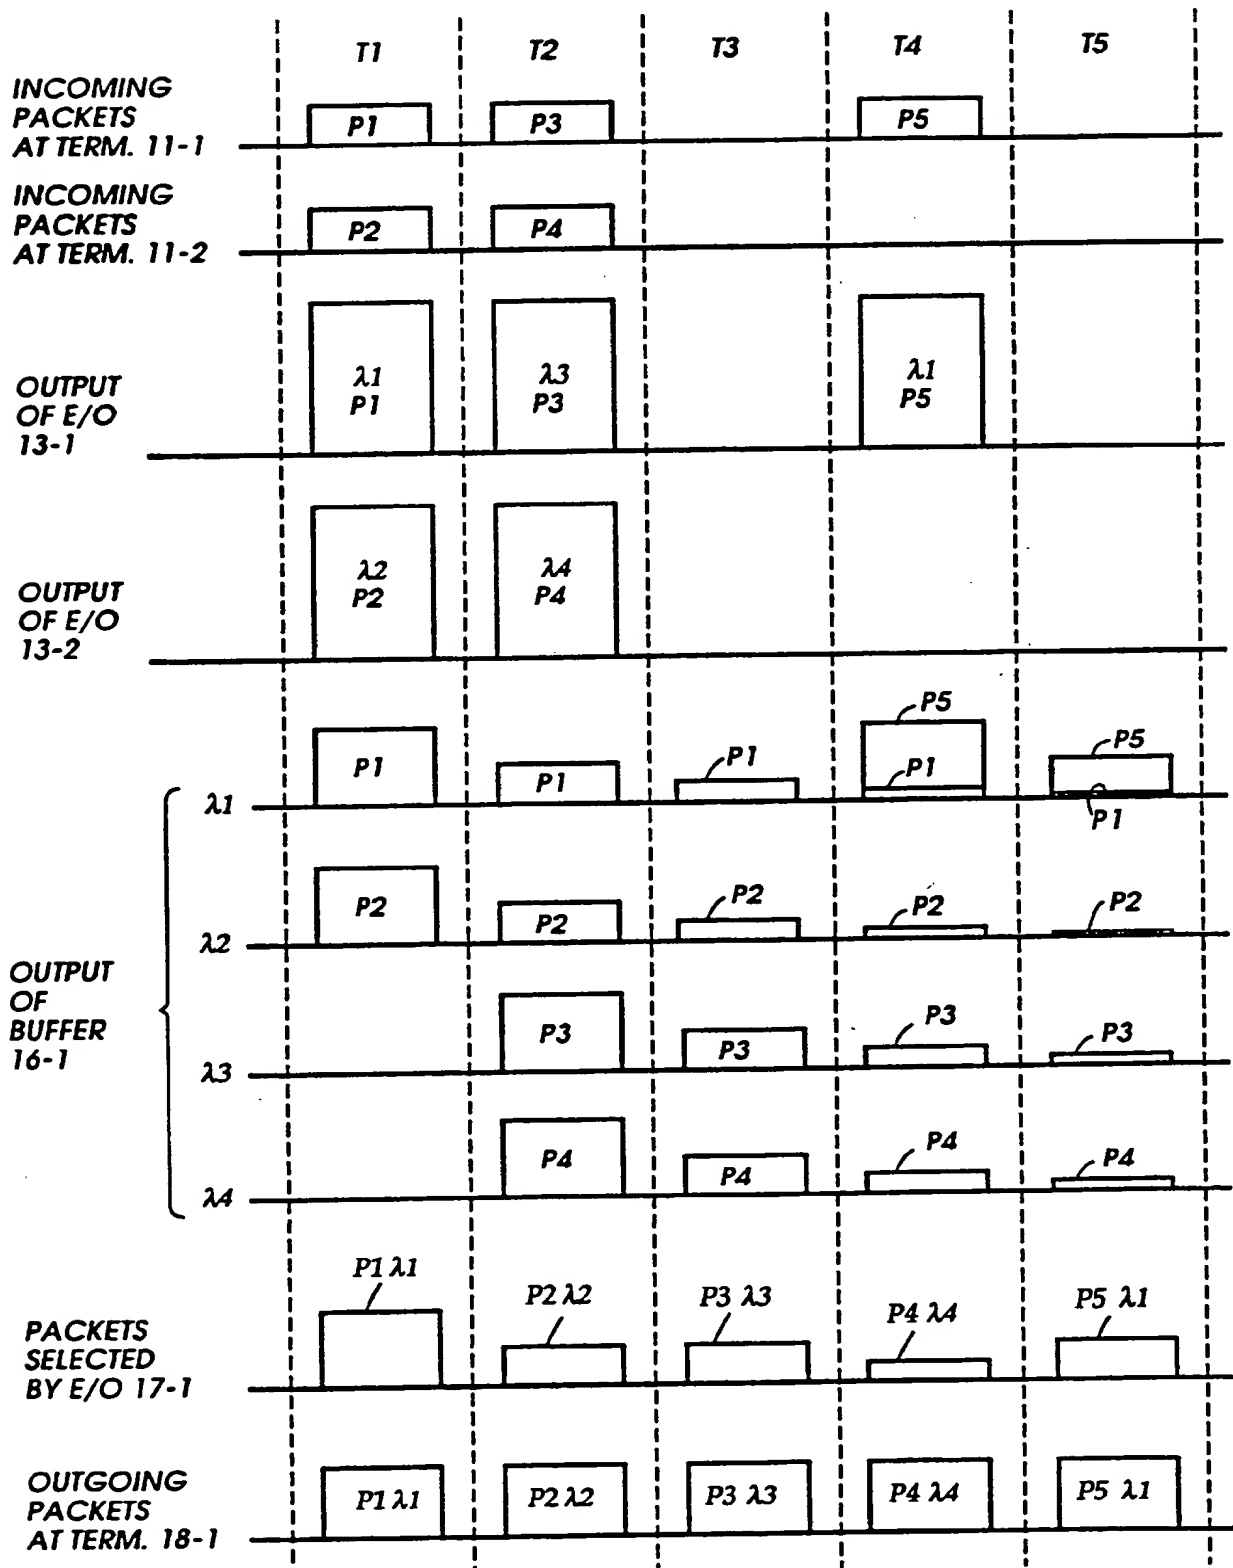 T1 T2 T3 T4 T5
INCOMING
PACKETS
AT TERM. 11-1
P1 P3 P5
INCOMING
PACKETS
AT TERM. 11-2
P2 P4
OUTPUT
OF E/O
13-1
λ1 λ3 λ1
P1 P3 P5
OUTPUT
OF E/O
13-2
λ2 λ4
P2 P4
OUTPUT
OF
BUFFER
16-1
λ1
P1 P1 P1 P5 P1 P5 P1
λ2
P2 P2 P2 P2 P2
λ3
P3 P3 P3 P3
λ4
P4 P4 P4 P4
PACKETS
SELECTED
BY E/O 17-1
P1 λ1 P2 λ2 P3 λ3 P4 λ4 P5 λ1
OUTGOING
PACKETS
AT TERM. 18-1
P1 λ1 P2 λ2 P3 λ3 P4 λ4 P5 λ1